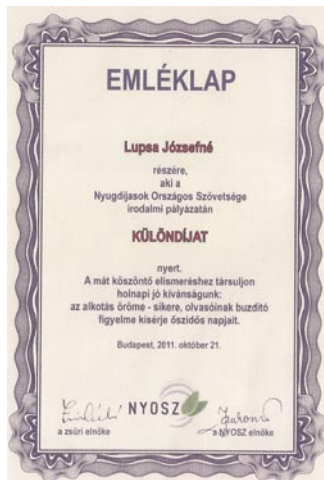 EMLÉKLAP
Lupsa Józsefné
részére,
aki a
Nyugdíjasok Országos Szövetsége
irodalmi pályázatán
KÜLÖNDÍJAT
nyert.
A mát köszöntő elismeréshez társuljon
holnapi jó kívánságunk:
az alkotás öröme - sikere, olvasóinak buzdító
figyelme kísérje őszidős napjait.
Budapest, 2011. október 21.
NYOSZ
a zsűri elnöke
a NYOSZ elnöke